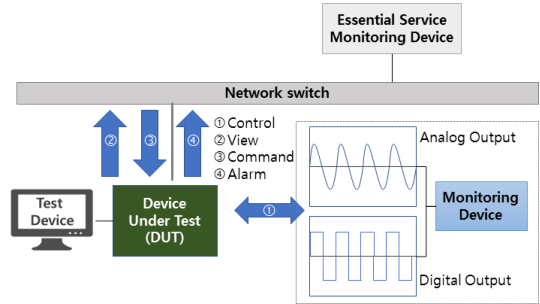 Essential Service
Monitoring Device
Network switch
② ③ ④
① Control
② View
③ Command
④ Alarm
Analog Output
Test
Device
Device
Under Test
(DUT)
①
Monitoring
Device
Digital Output